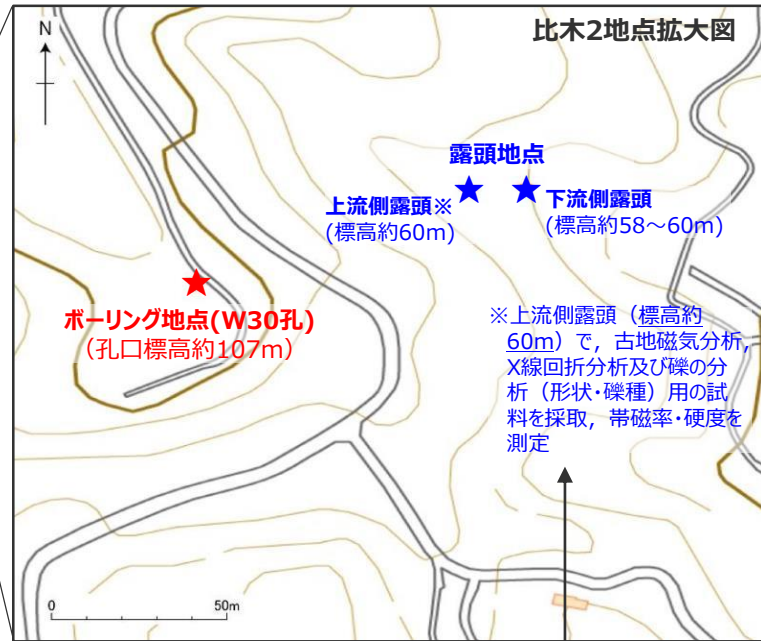 比木2地点拡大図
N
露頭地点
上流側露頭※
(標高約60m)
下流側露頭
(標高約58~60m)
ボーリング地点(W30孔)
(孔口標高約107m)
※上流側露頭（標高約
60m）で，古地磁気分析，
X線回折分析及び礫の分
析（形状・礫種）用の試
料を採取，帯磁率・硬度を
測定
0 50m